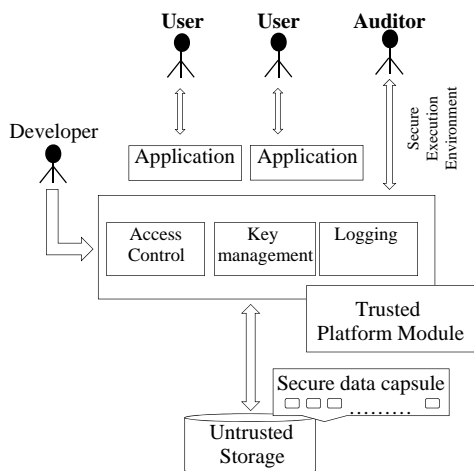 User
User
Auditor
Secure
Execution
Environment
Developer
Application
Application
Access
Control
Key
management
Logging
Trusted
Platform Module
Secure data capsule
.........
Untrusted
Storage